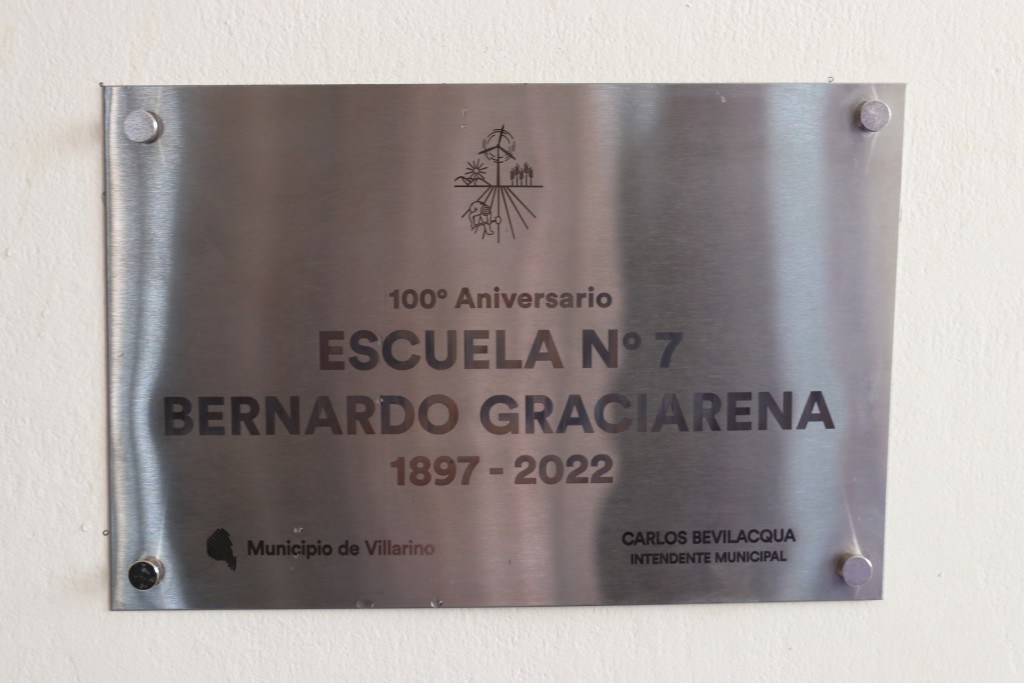 100° Aniversario
ESCUELA N° 7
BERNARDO GRACIARENA
1897 - 2022
Municipio de Villarino
CARLOS BEVILACQUA
INTENDENTE MUNICIPAL